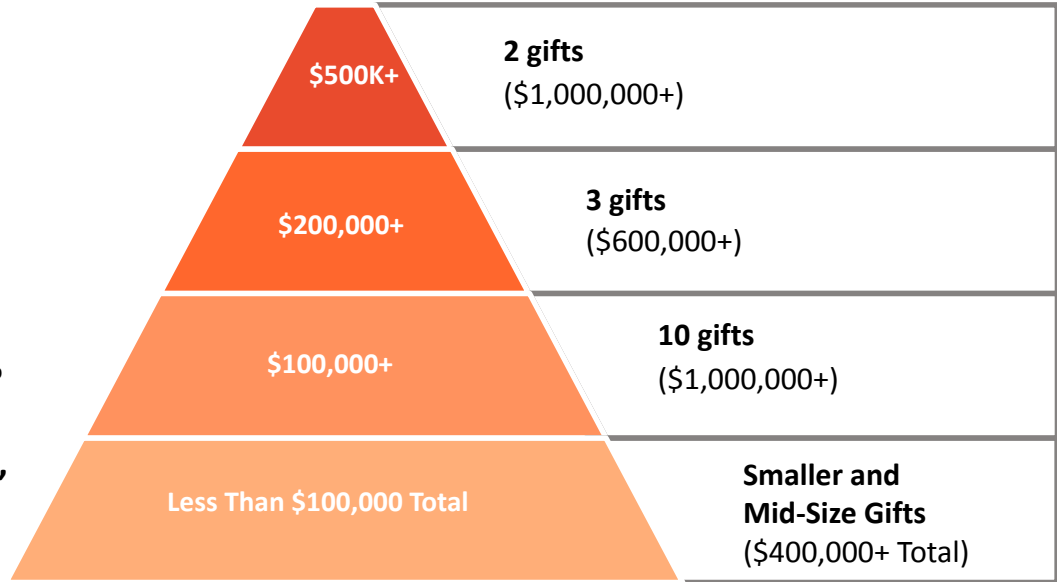 $500K+
2 gifts
($1,000,000+)
$200,000+
3 gifts
($600,000+)
$100,000+
10 gifts
($1,000,000+)
Less Than $100,000 Total
Smaller and
Mid-Size Gifts
($400,000+ Total)